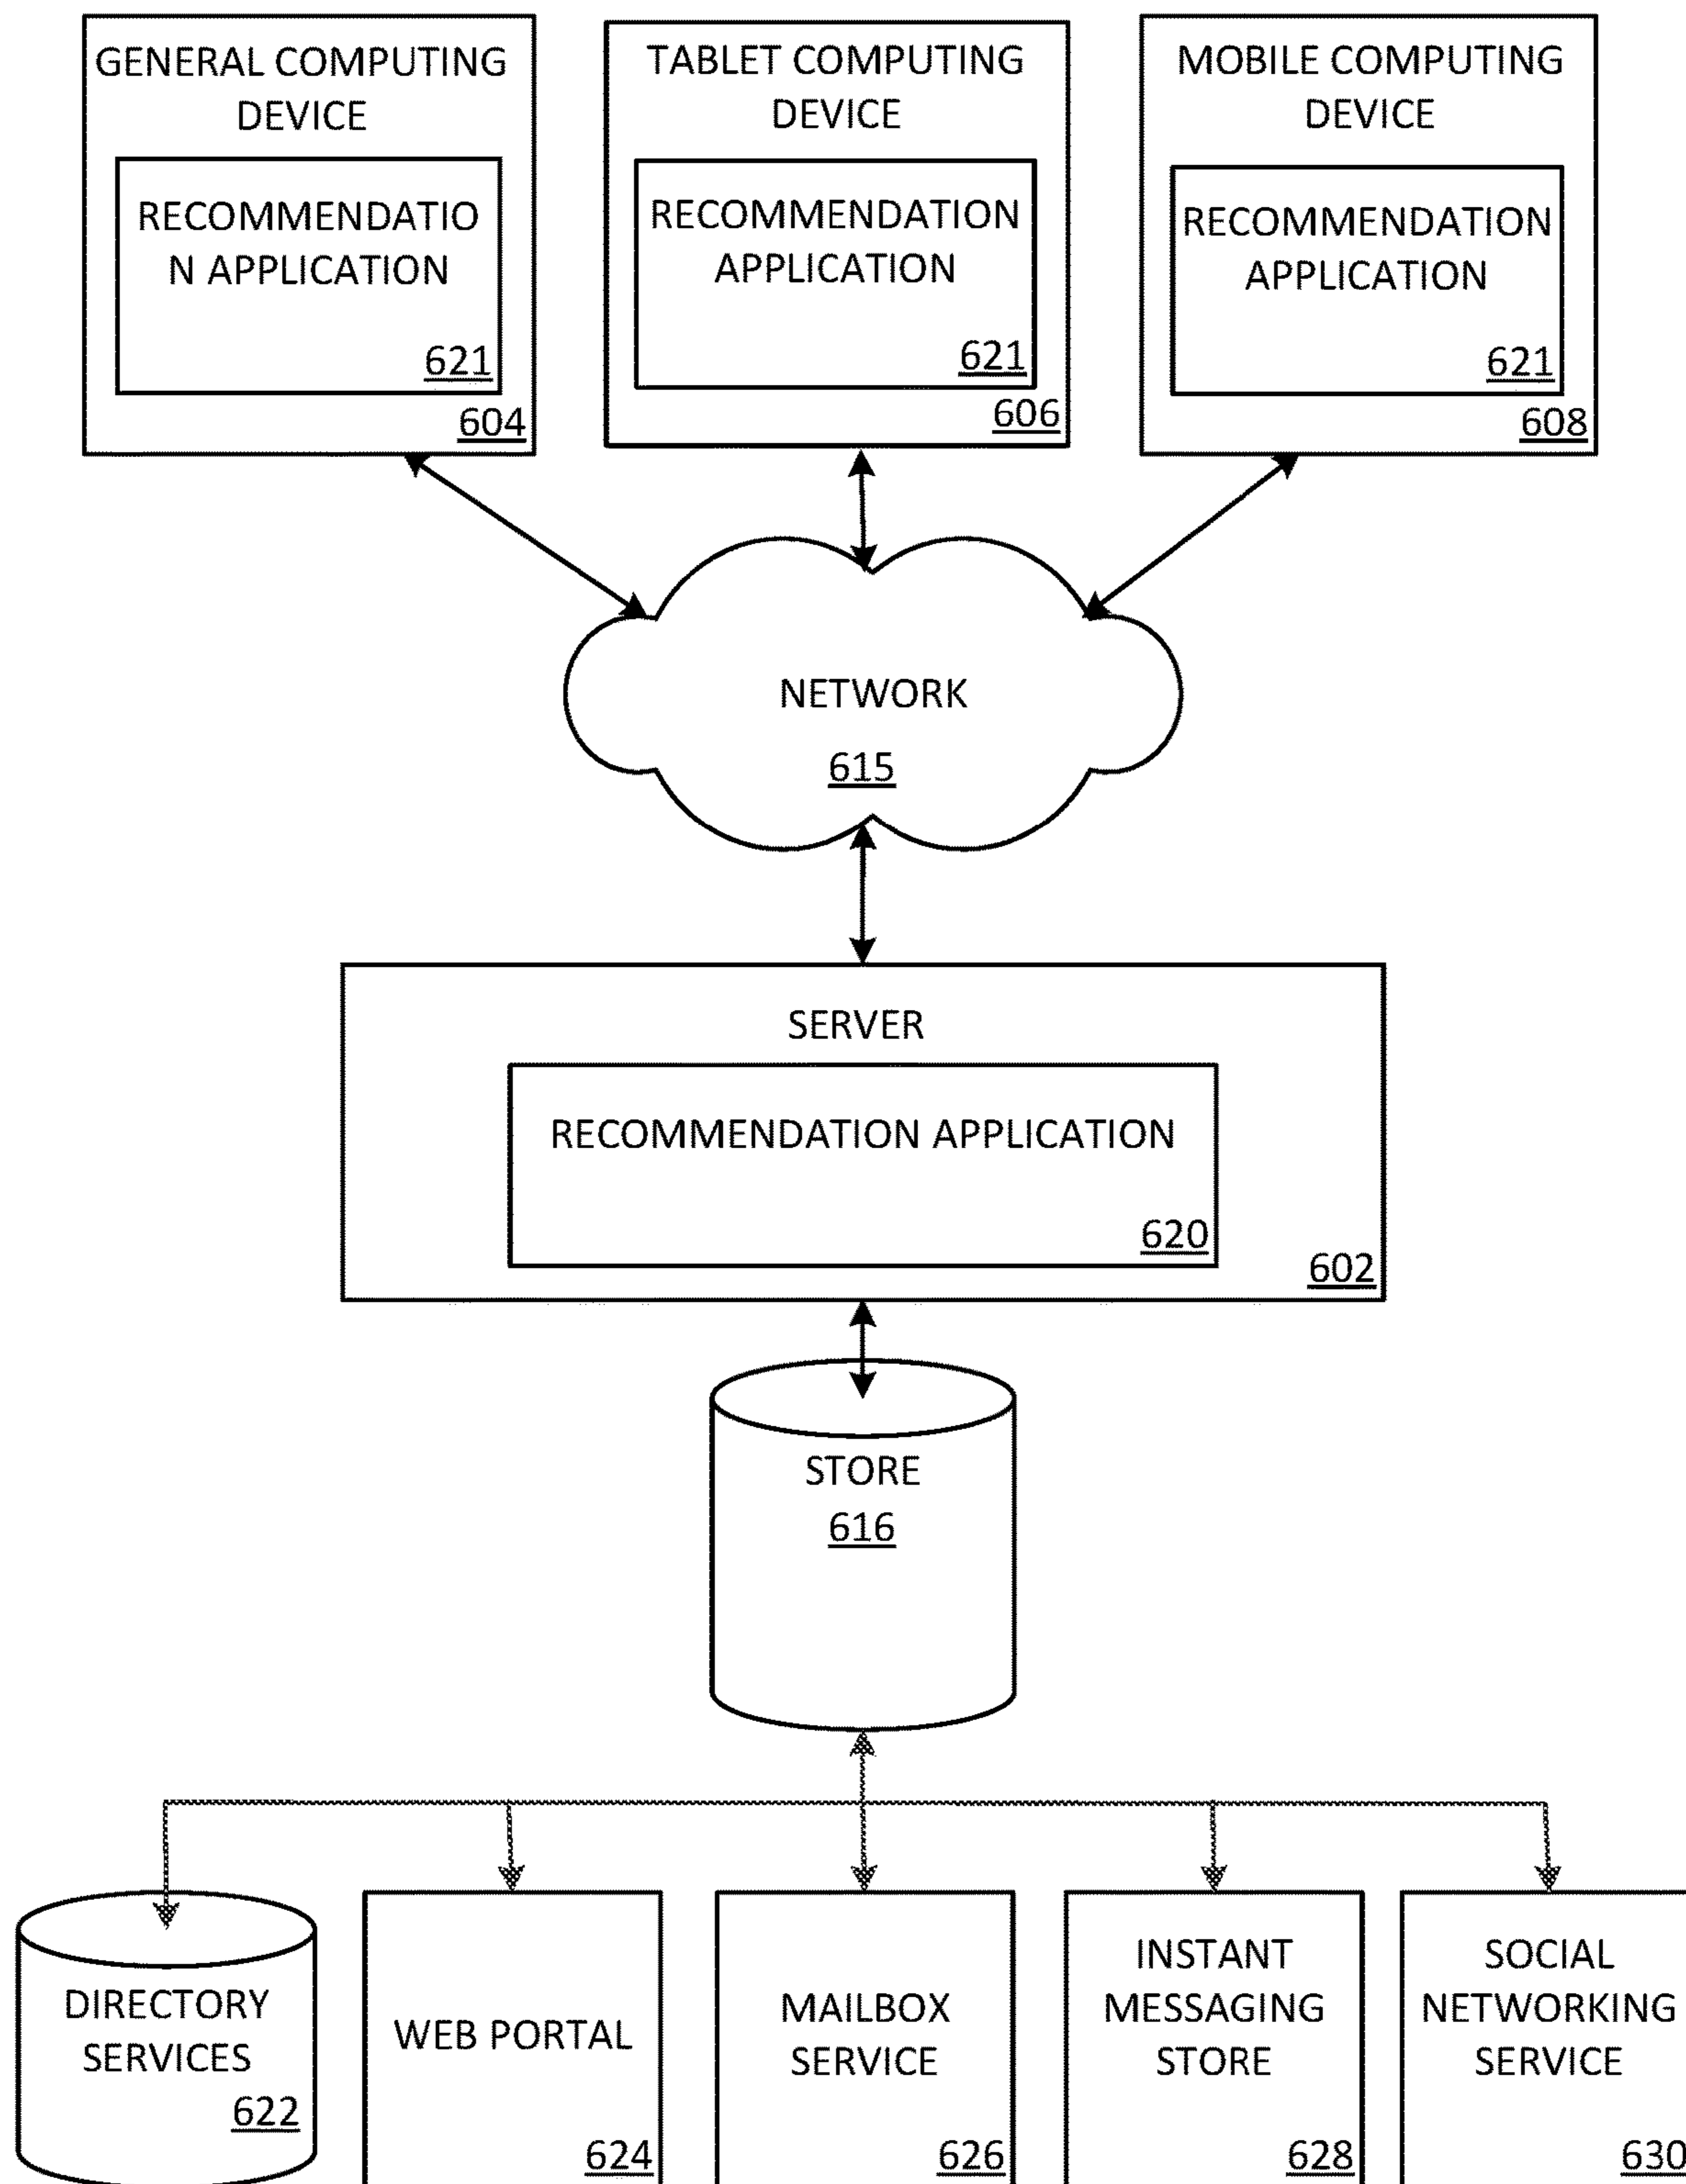 GENERAL COMPUTING
DEVICE
RECOMMENDATIO
N APPLICATION
621
604
TABLET COMPUTING
DEVICE
RECOMMENDATION
APPLICATION
621
606
MOBILE COMPUTING
DEVICE
RECOMMENDATION
APPLICATION
621
608
NETWORK
615
SERVER
RECOMMENDATION APPLICATION
620
602
STORE
616
DIRECTORY
SERVICES
622
WEB PORTAL
624
MAILBOX
SERVICE
626
INSTANT
MESSAGING
STORE
628
SOCIAL
NETWORKING
SERVICE
630